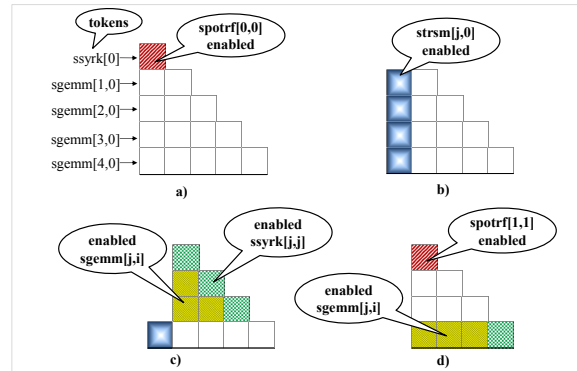 tokens
spotrf[0,0]
enabled
ssyrk[0]
sgemm[1,0]
sgemm[2,0]
sgemm[3,0]
sgemm[4,0]
a)
strsm[j,0]
enabled
b)
enabled
sgemm[j,i]
enabled
ssyrk[j,j]
c)
spotrf[1,1]
enabled
enabled
sgemm[j,i]
d)